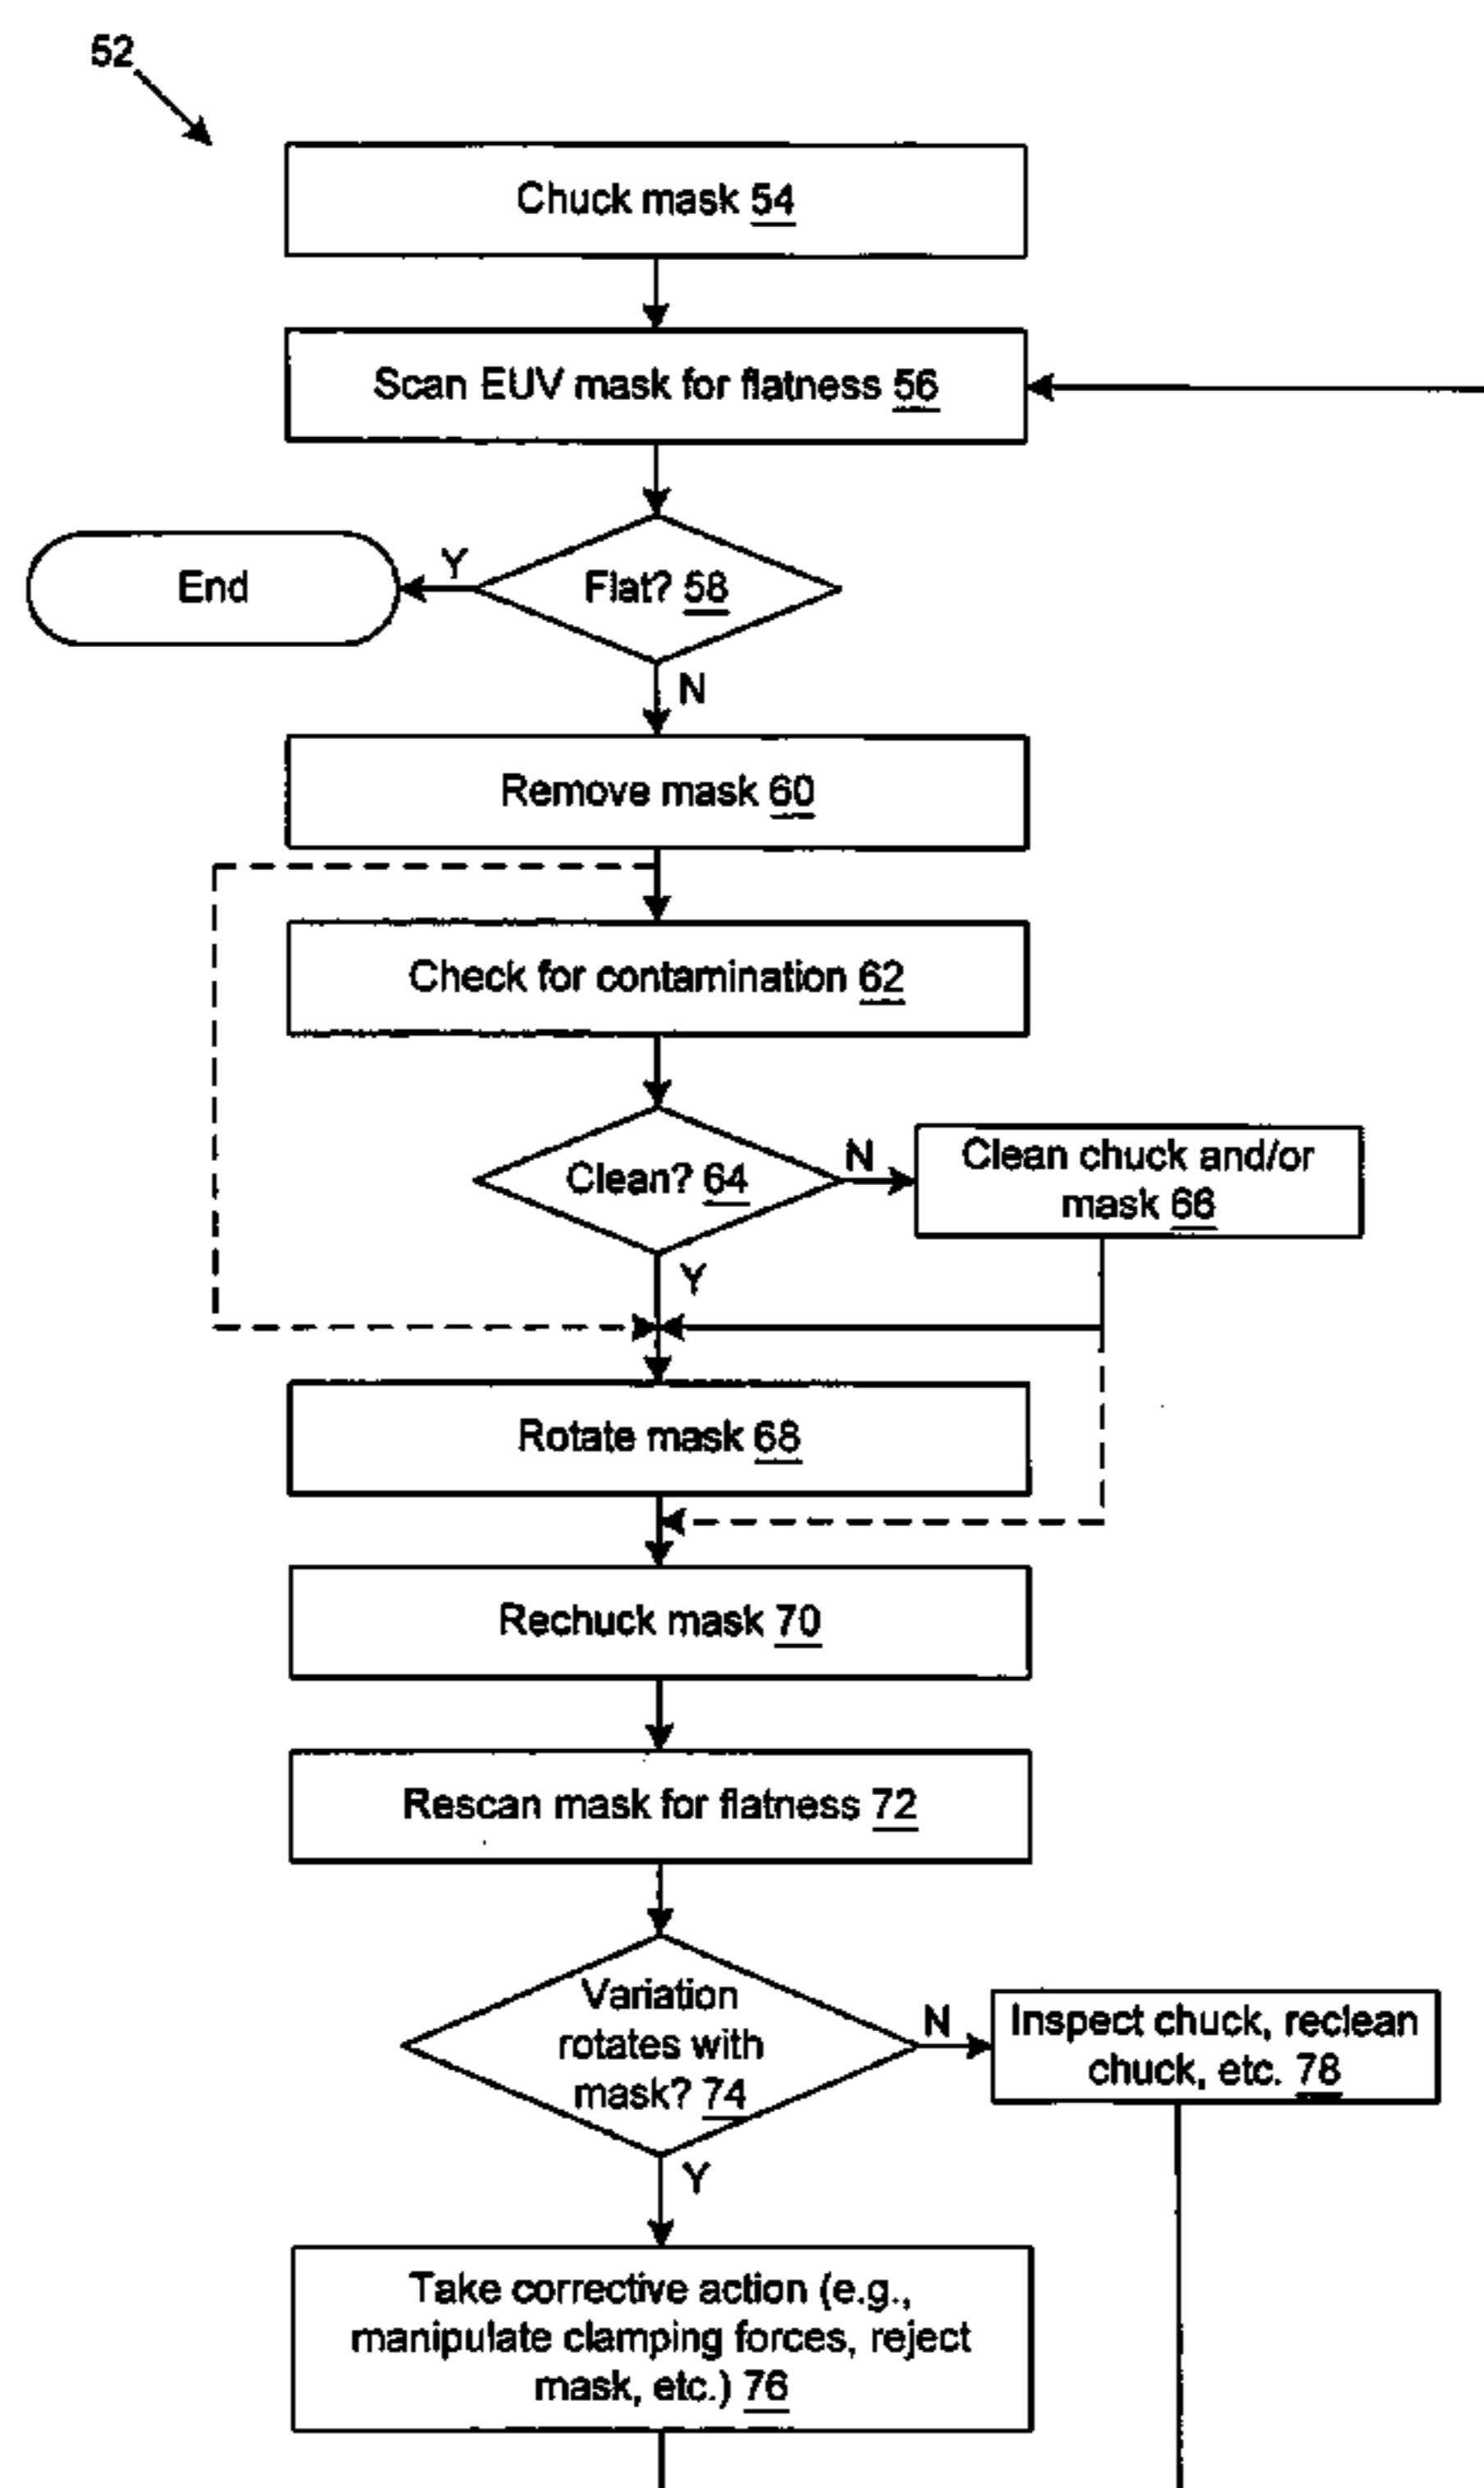 52
Chuck mask 54
Scan EUV mask for flatness 56
End
Y
Flat? 58
N
Remove mask 60
Check for contamination 62
Clean? 64
N
Clean chuck and/or
mask 66
Y
Rotate mask 68
Rechuck mask 70
Rescan mask for flatness 72
Variation
rotates with
mask? 74
N
Inspect chuck, reclean
chuck, etc. 78
Y
Take corrective action (e.g.,
manipulate clamping forces, reject
mask, etc.) 76